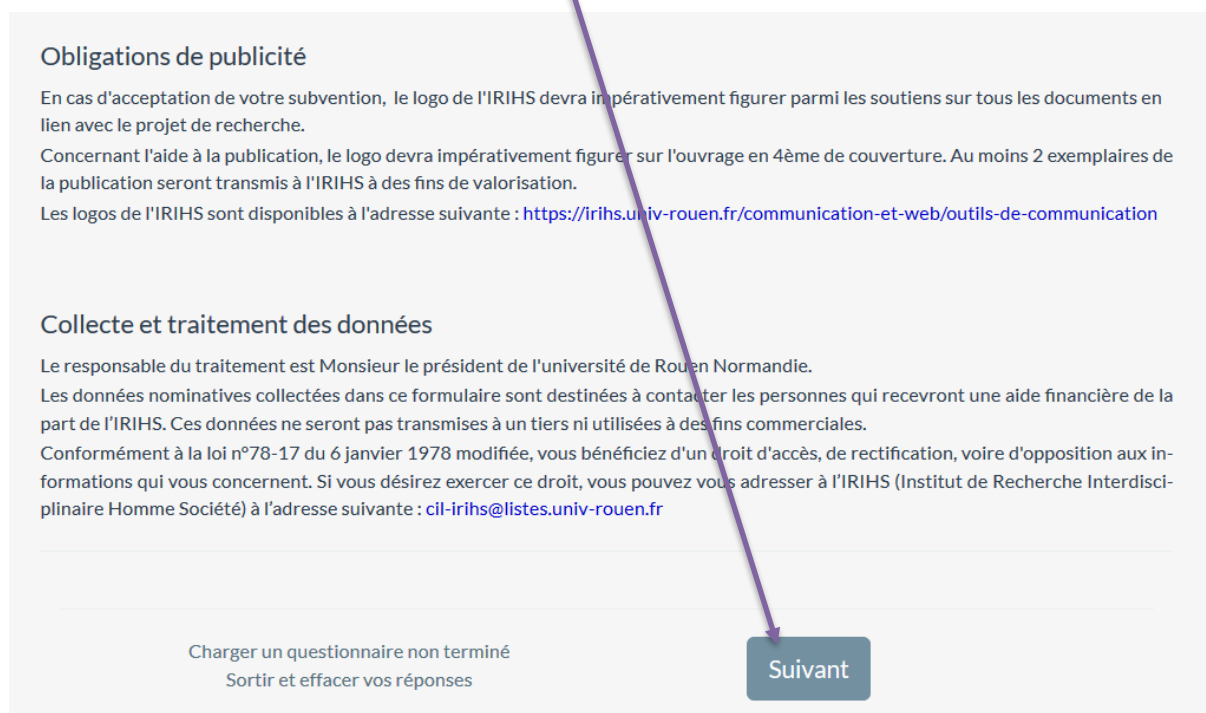 Obligations de publicité
En cas d'acceptation de votre subvention, le logo de l'IRIHS devra impérativement figurer parmi les soutiens sur tous les documents en
lien avec le projet de recherche.
Concernant l'aide à la publication, le logo devra impérativement figurer sur l'ouvrage en 4ème de couverture. Au moins 2 exemplaires de
la publication seront transmis à l'IRIHS à des fins de valorisation.
Les logos de l'IRIHS sont disponibles à l'adresse suivante : https://irihs.univ-rouen.fr/communication-et-web/outils-de-communication
Collecte et traitement des données
Le responsable du traitement est Monsieur le président de l'université de Rouen Normandie.
Les données nominatives collectées dans ce formulaire sont destinées à contacter les personnes qui recevront une aide financière de la
part de l’IRIHS. Ces données ne seront pas transmises à un tiers ni utilisées à des fins commerciales.
Conformément à la loi n°78-17 du 6 janvier 1978 modifiée, vous bénéficiez d'un droit d'accès, de rectification, voire d'opposition aux in-
formations qui vous concernent. Si vous désirez exercer ce droit, vous pouvez vous adresser à l’IRIHS (Institut de Recherche Interdisci-
plinaire Homme Société) à l’adresse suivante : cil-irihs@listes.univ-rouen.fr
Charger un questionnaire non terminé
Sortir et effacer vos réponses
Suivant